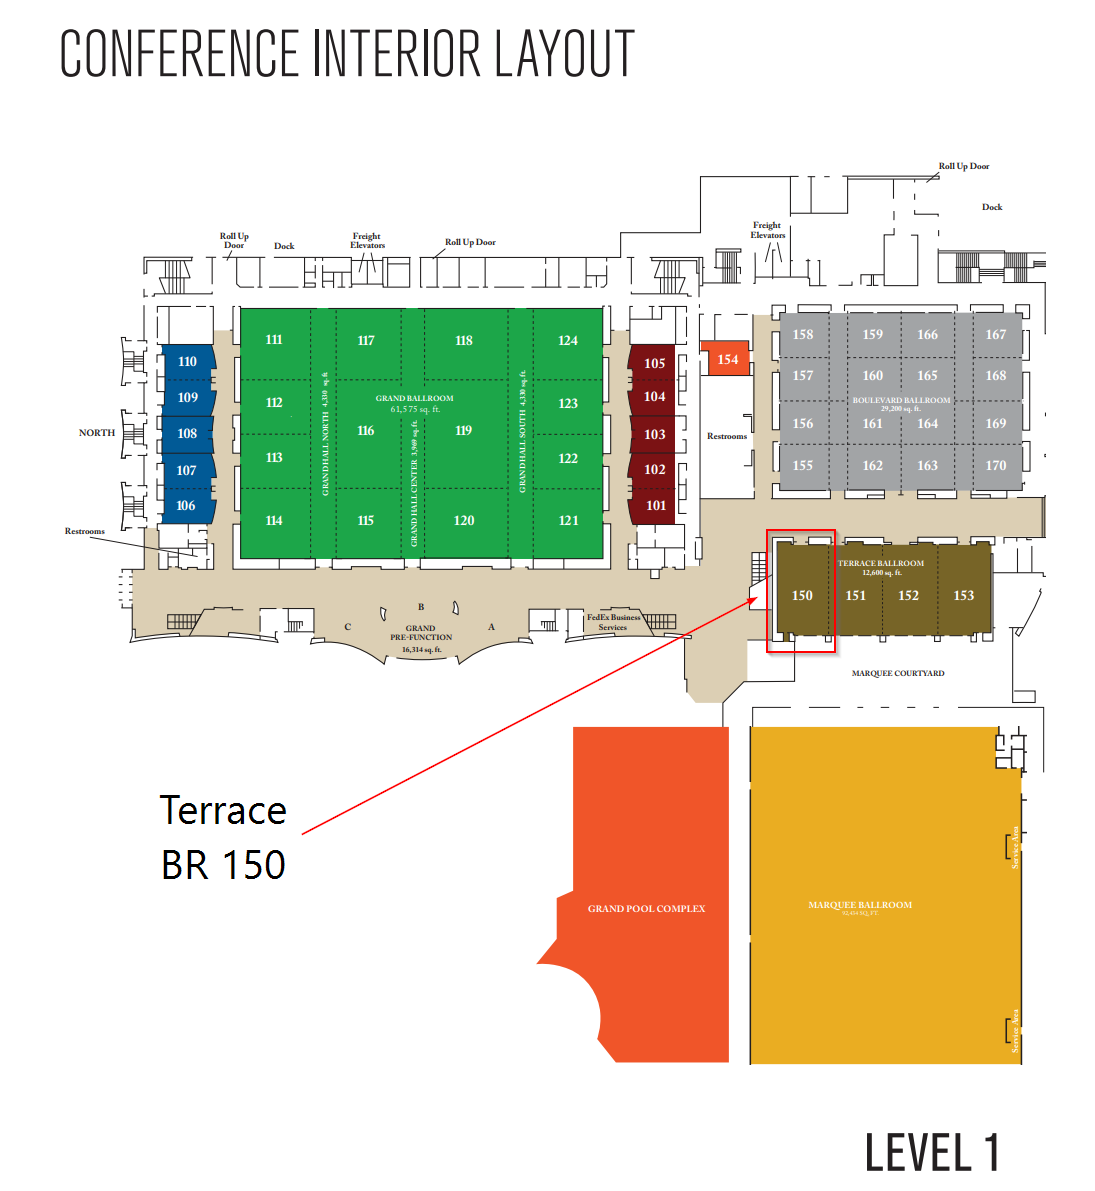 CONFERENCE INTERIOR LAYOUT
Roll Up Door
Dock
Freight
Elevators
Roll Up
Door
Dock
Freight
Elevators
Roll Up Door
111
117
118
124
158
159
166
167
110
105
154
157
160
165
168
109
112
GRAND BALLROOM
61,575 sq. ft.
123
104
BOULEVARD BALLROOM
29,200 sq. ft.
GRAND HALL NORTH 4,330 sq. ft.
GRAND HALL CENTER 3,969 sq. ft.
GRAND HALL SOUTH 4,330 sq. ft.
NORTH
108
116
119
103
Restrooms
156
161
164
169
107
113
122
102
155
162
163
170
106
114
115
120
121
101
Restrooms
TERRACE BALLROOM
12,600 sq. ft.
150
151
152
153
B
C
A
GRAND
PRE-FUNCTION
16,314 sq. ft.
FedEx Business
Services
MARQUEE COURTYARD
Terrace
BR 150
GRAND POOL COMPLEX
MARQUEE BALLROOM
SQ. FT.
Service Area
Service Area
LEVEL 1